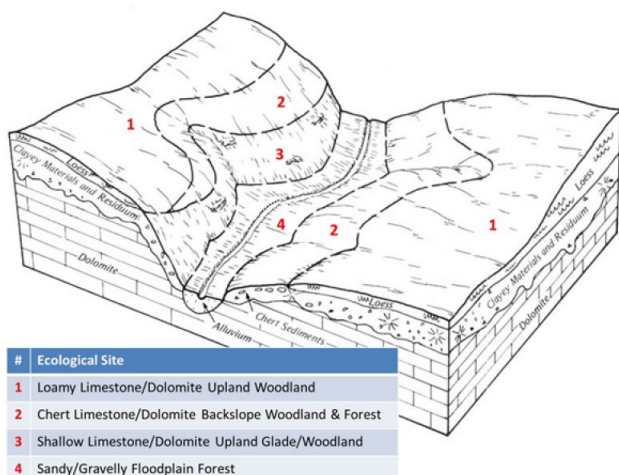 1
2
3
4
2
1
Loess
Clayey Materials and Residuum
Dolomite
Alluvium
Chert Sediments
Loess
Loess
Clayey Materials and Residuum
Dolomite
# Ecological Site
1 Loamy Limestone/Dolomite Upland Woodland
2 Chert Limestone/Dolomite Backslope Woodland & Forest
3 Shallow Limestone/Dolomite Upland Glade/Woodland
4 Sandy/Gravelly Floodplain Forest